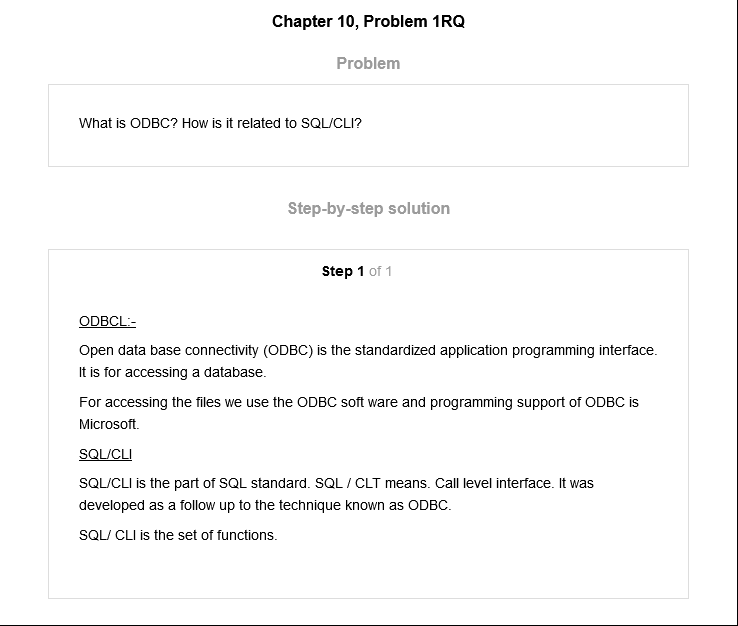 Chapter 10, Problem 1RQ
Problem
What is ODBC? How is it related to SQL/CLI?
Step-by-step solution
Step 1 of 1
ODBCL:-
Open data base connectivity (ODBC) is the standardized application programming interface.
It is for accessing a database.
For accessing the files we use the ODBC soft ware and programming support of ODBC is
Microsoft.
SQL/CLI
SQL/CLI is the part of SQL standard. SQL / CLT means. Call level interface. It was
developed as a follow up to the technique known as ODBC.
SQL/ CLI is the set of functions.